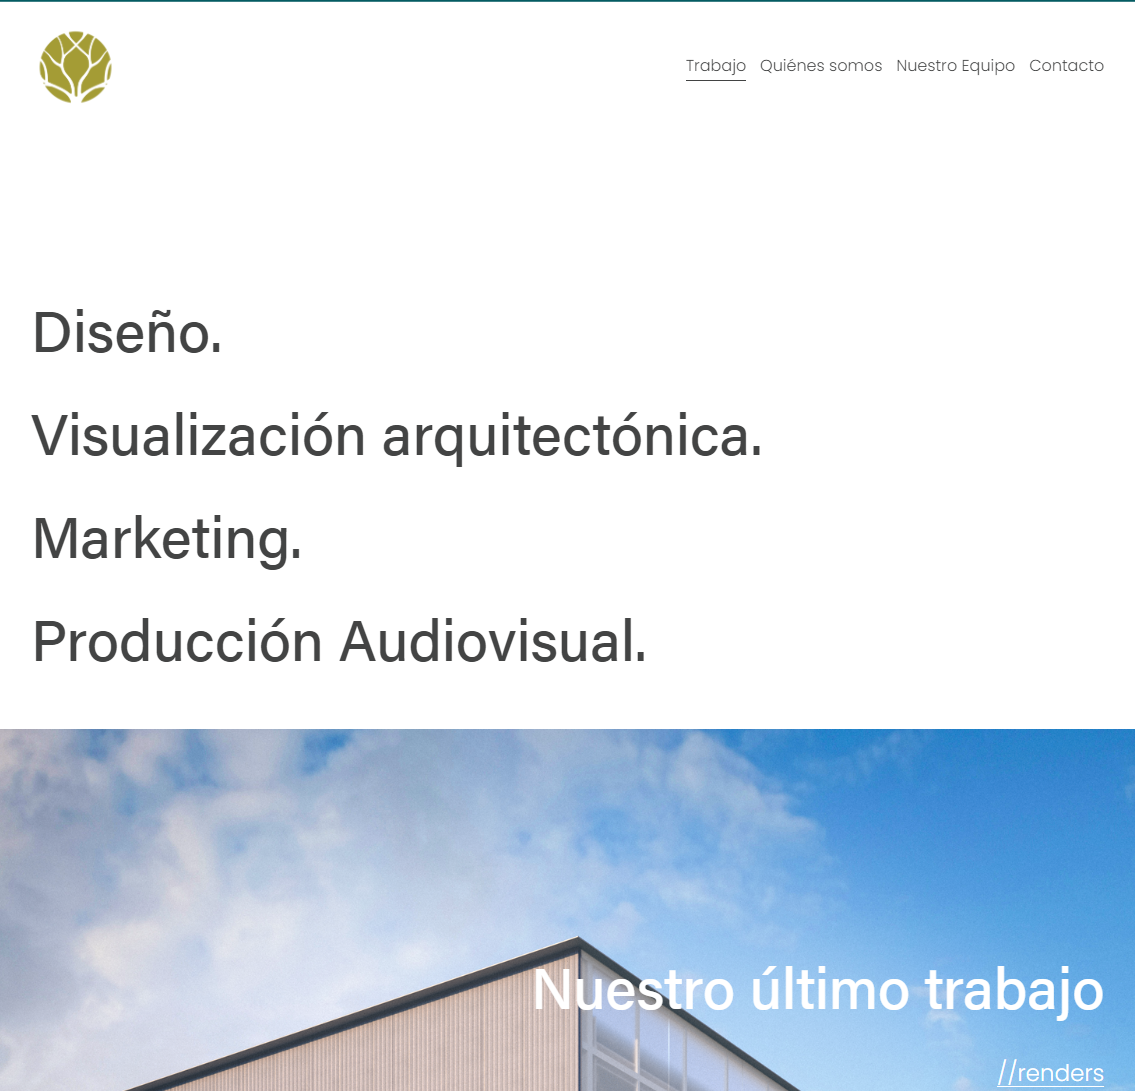 Trabajo Quiénes somos Nuestro Equipo Contacto
Diseño.
Visualización arquitectónica.
Marketing.
Producción Audiovisual.
Nuestro último trabajo
//renders